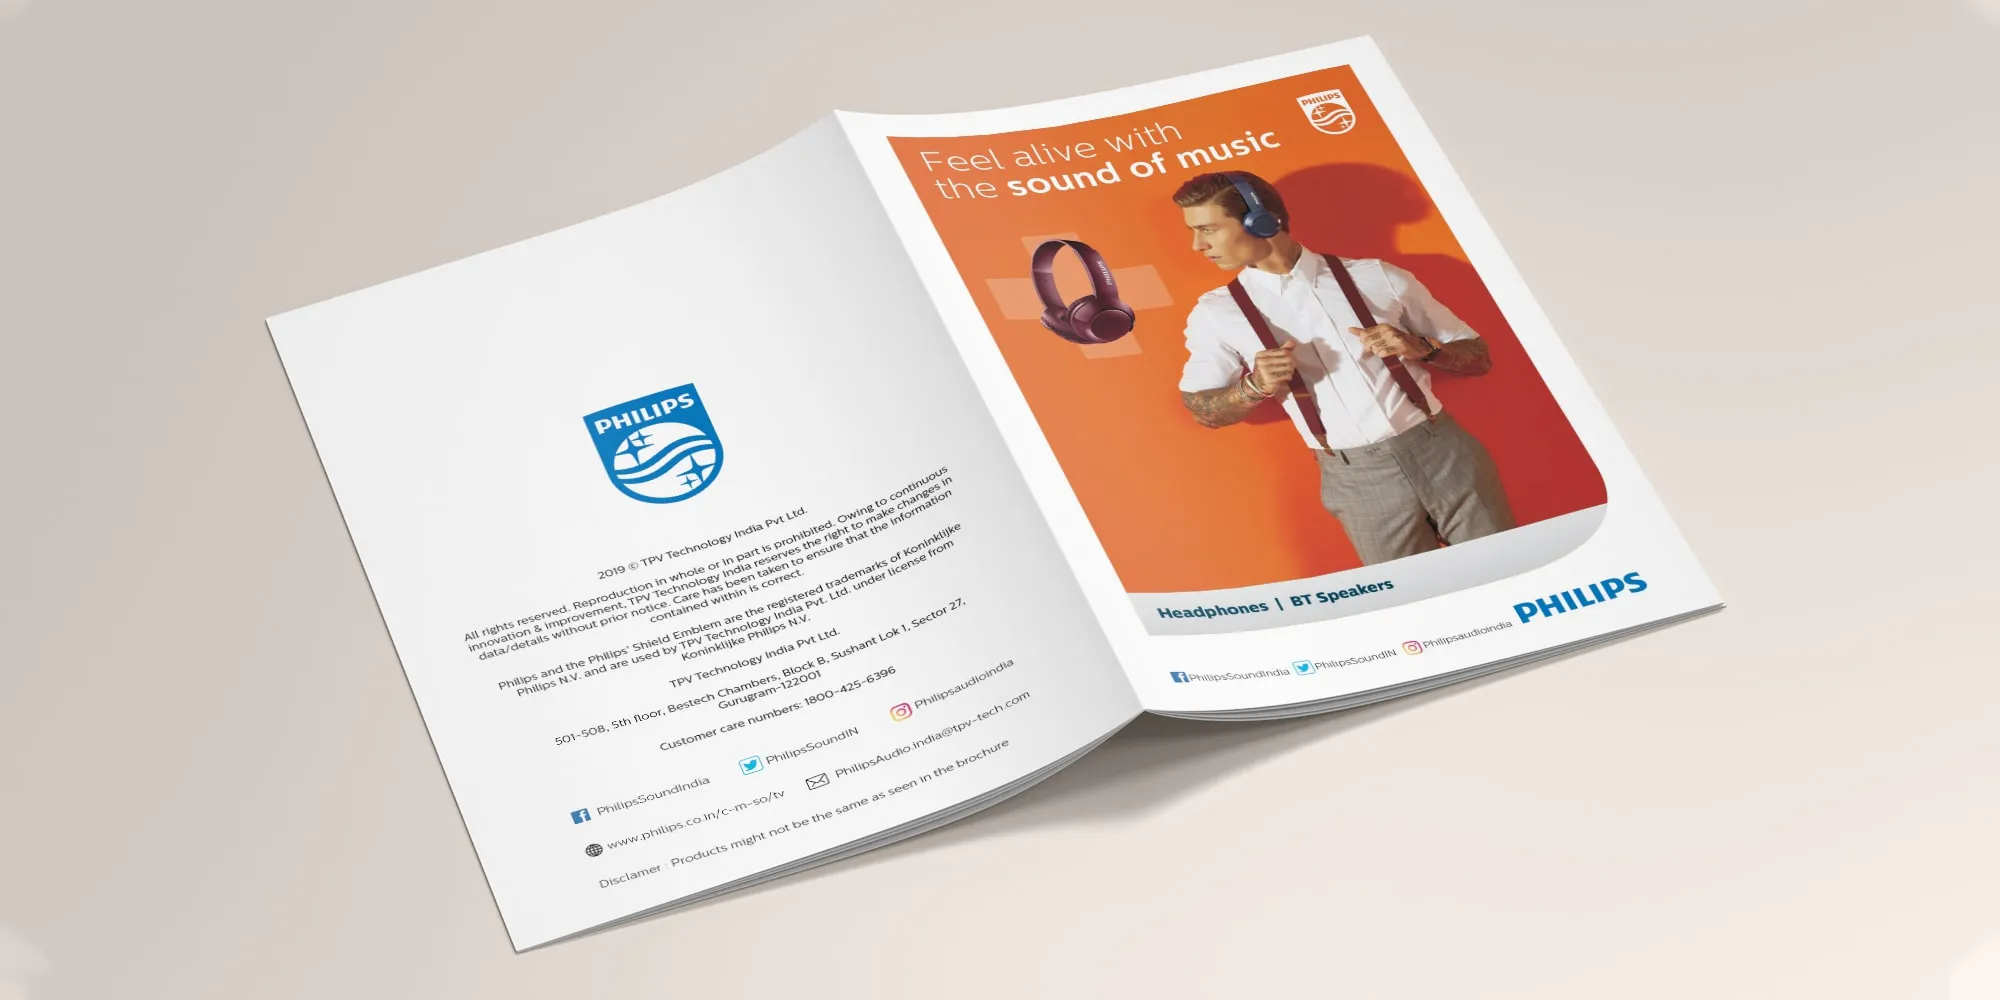 PHILIPS
2019 © TPV Technology India Pvt Ltd.
All rights reserved. Reproduction in whole or in part is prohibited. Owing to continuous
innovation & improvement, TPV Technology India reserves the right to make changes in
data/details without prior notice. Care has been taken to ensure that the information
contained within is correct.
Philips and the Philips' Shield Emblem are the registered trademarks of Koninklijke
Philips N.V. and are used by TPV Technology India Pvt. Ltd. under license from
Koninklijke Philips N.V.
TPV Technology India Pvt Ltd.
501-508, 5th floor, Bestech Chambers, Block B, Sushant Lok 1, Sector 27,
Gurugram-122001
Customer care numbers: 1800-425-6396
PhilipsSoundIndia PhilipsSoundIN Philipsaudioindia
www.philips.co.in/c-m-so/tv PhilipsAudio.india@tpv-tech.com
Disclamer : Products might not be the same as seen in the brochure
PHILIPS
Feel alive with
the sound of music
PHILIPS
PHILIPS
Headphones | BT Speakers
PHILIPS
PhilipsSoundIndia PhilipsSoundIN Philipsaudioindia